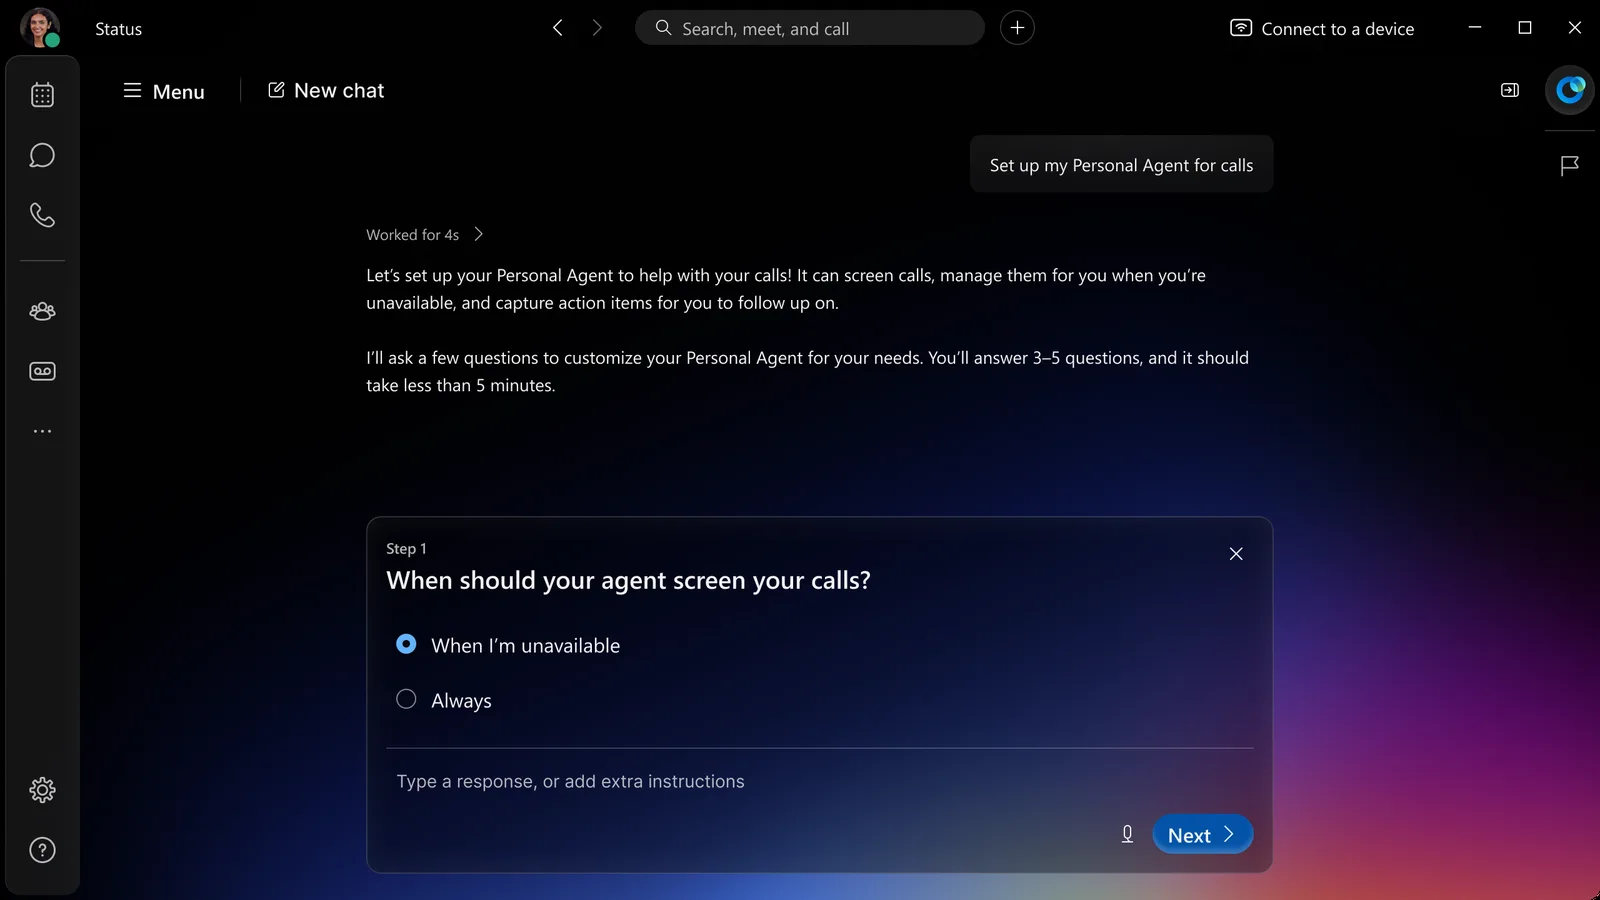 Status
Search, meet, and call
Connect to a device
Menu
New chat
Set up my Personal Agent for calls
Worked for 4s
Let’s set up your Personal Agent to help with your calls! It can screen calls, manage them for you when you’re
unavailable, and capture action items for you to follow up on.
I’ll ask a few questions to customize your Personal Agent for your needs. You’ll answer 3–5 questions, and it should
take less than 5 minutes.
Step 1
When should your agent screen your calls?
When I’m unavailable
Always
Type a response, or add extra instructions
Next